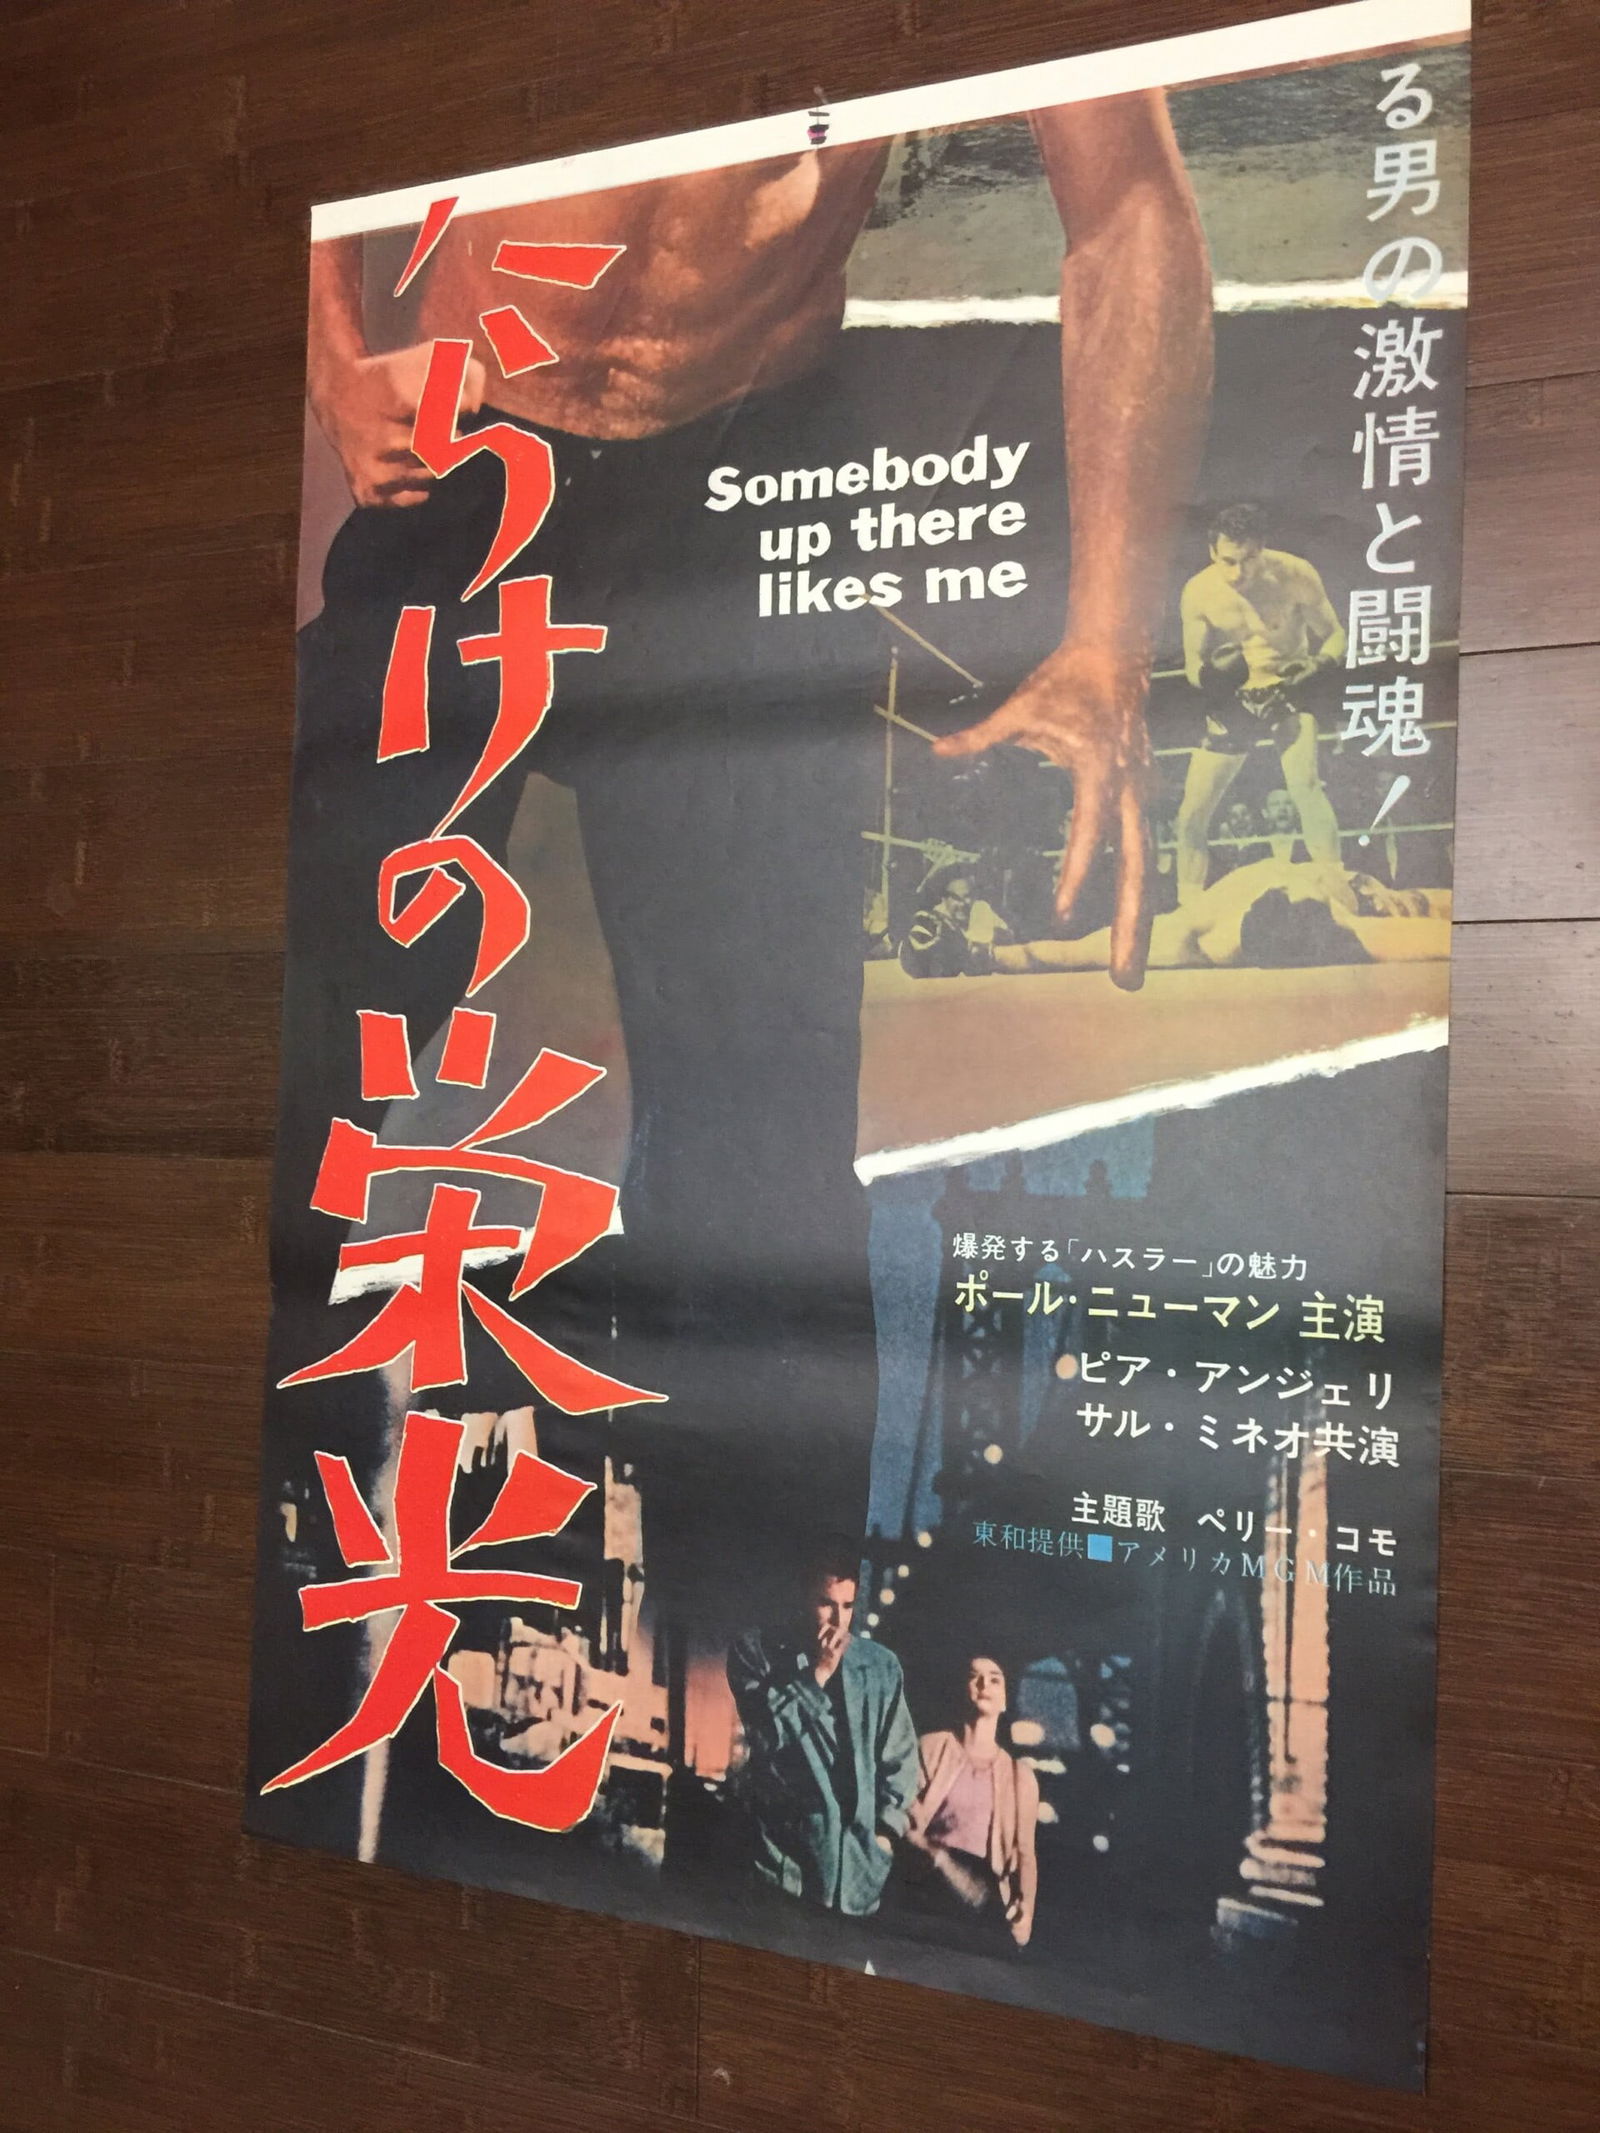 る男の激情と闘魂!
らけの栄光
Somebody
up there
likes me
爆発する「ハスラー」の魅力
ポール・ニューマン 主演
ピア・アンジェリ
サル・ミネオ共演
主題歌 ペリー・コモ
東和提供■アメリカMGM作品